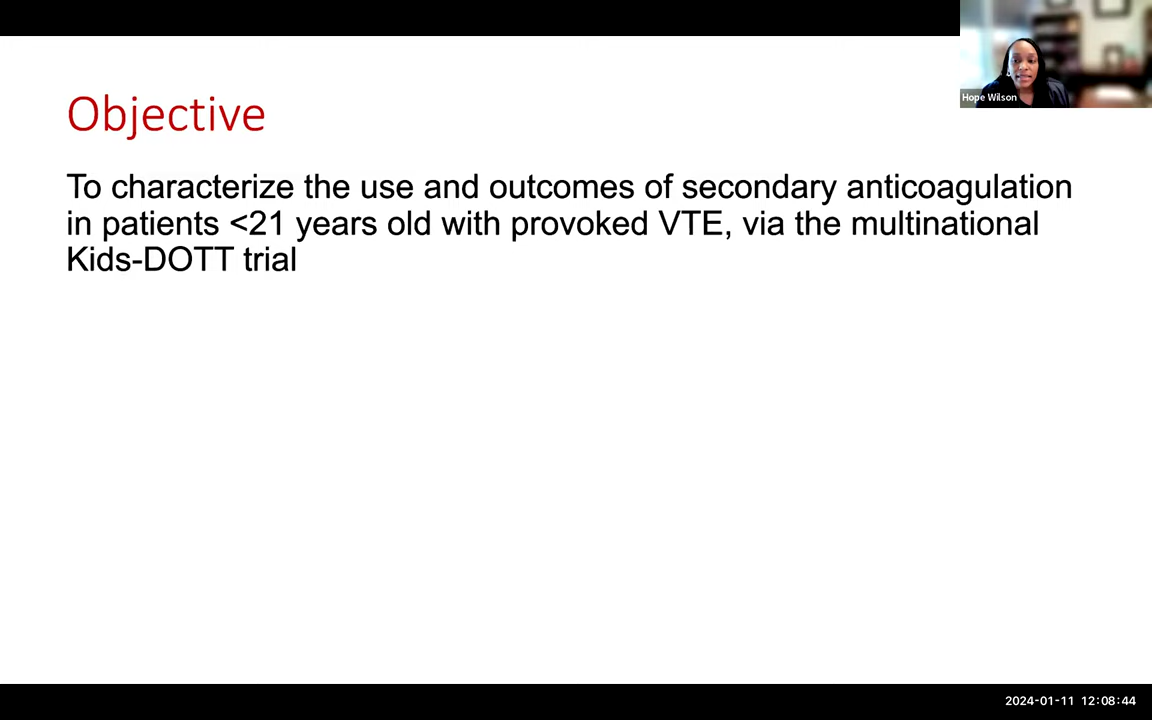 Hope Wilson
Objective
To characterize the use and outcomes of secondary anticoagulation
in patients <21 years old with provoked VTE, via the multinational
Kids-DOTT trial
2024-01-11 12:08:44